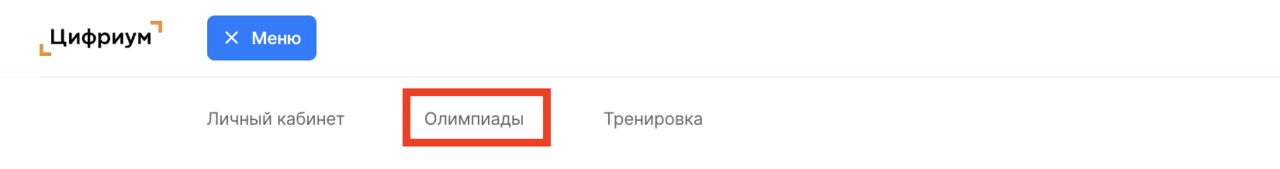 Цифриум
Меню
Личный кабинет
Олимпиады
Тренировка